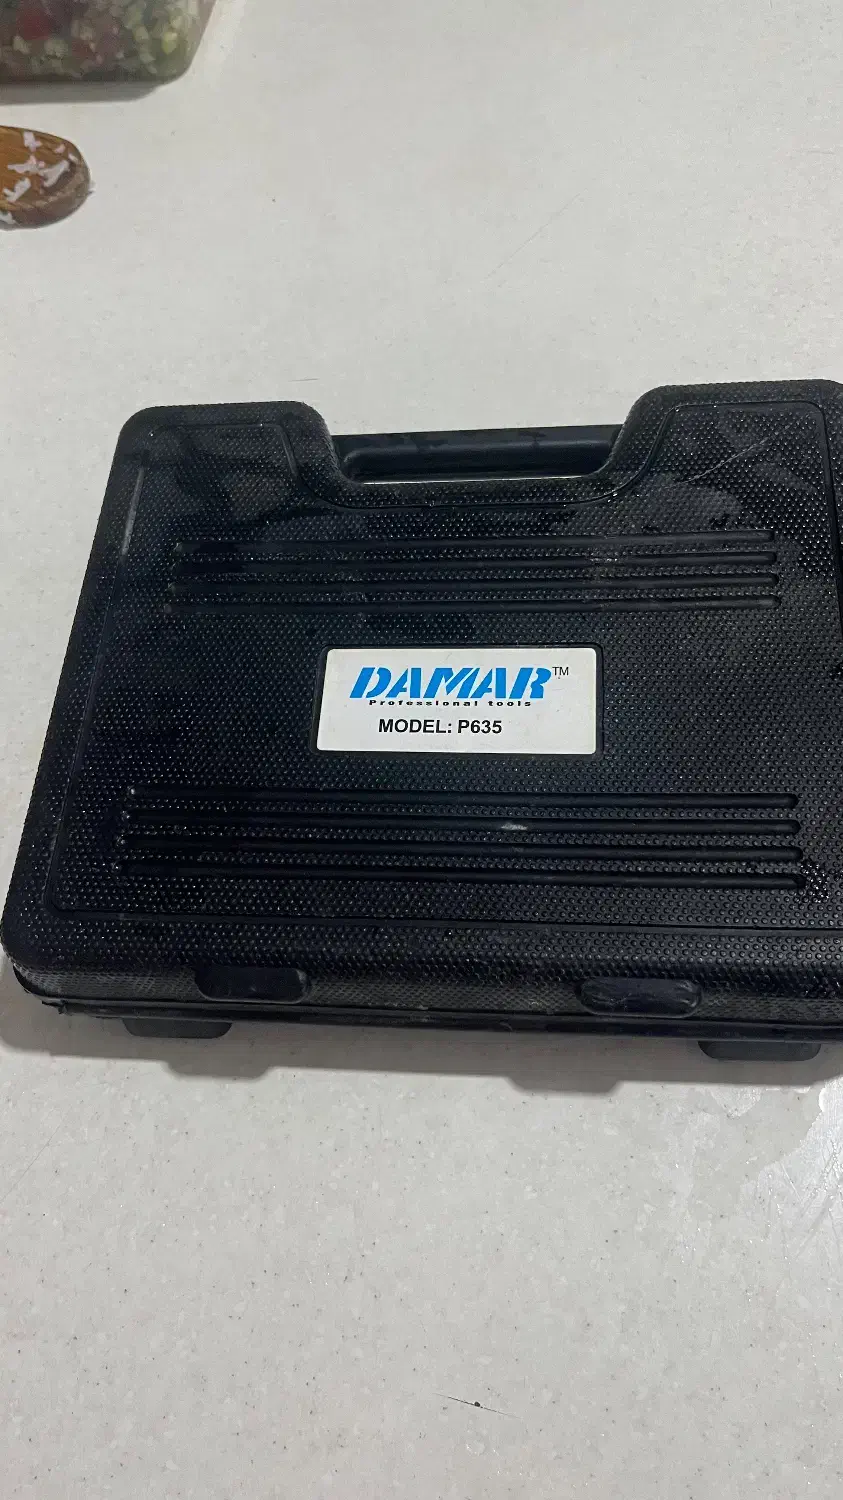 DAMAR™
Professional tools
MODEL: P635